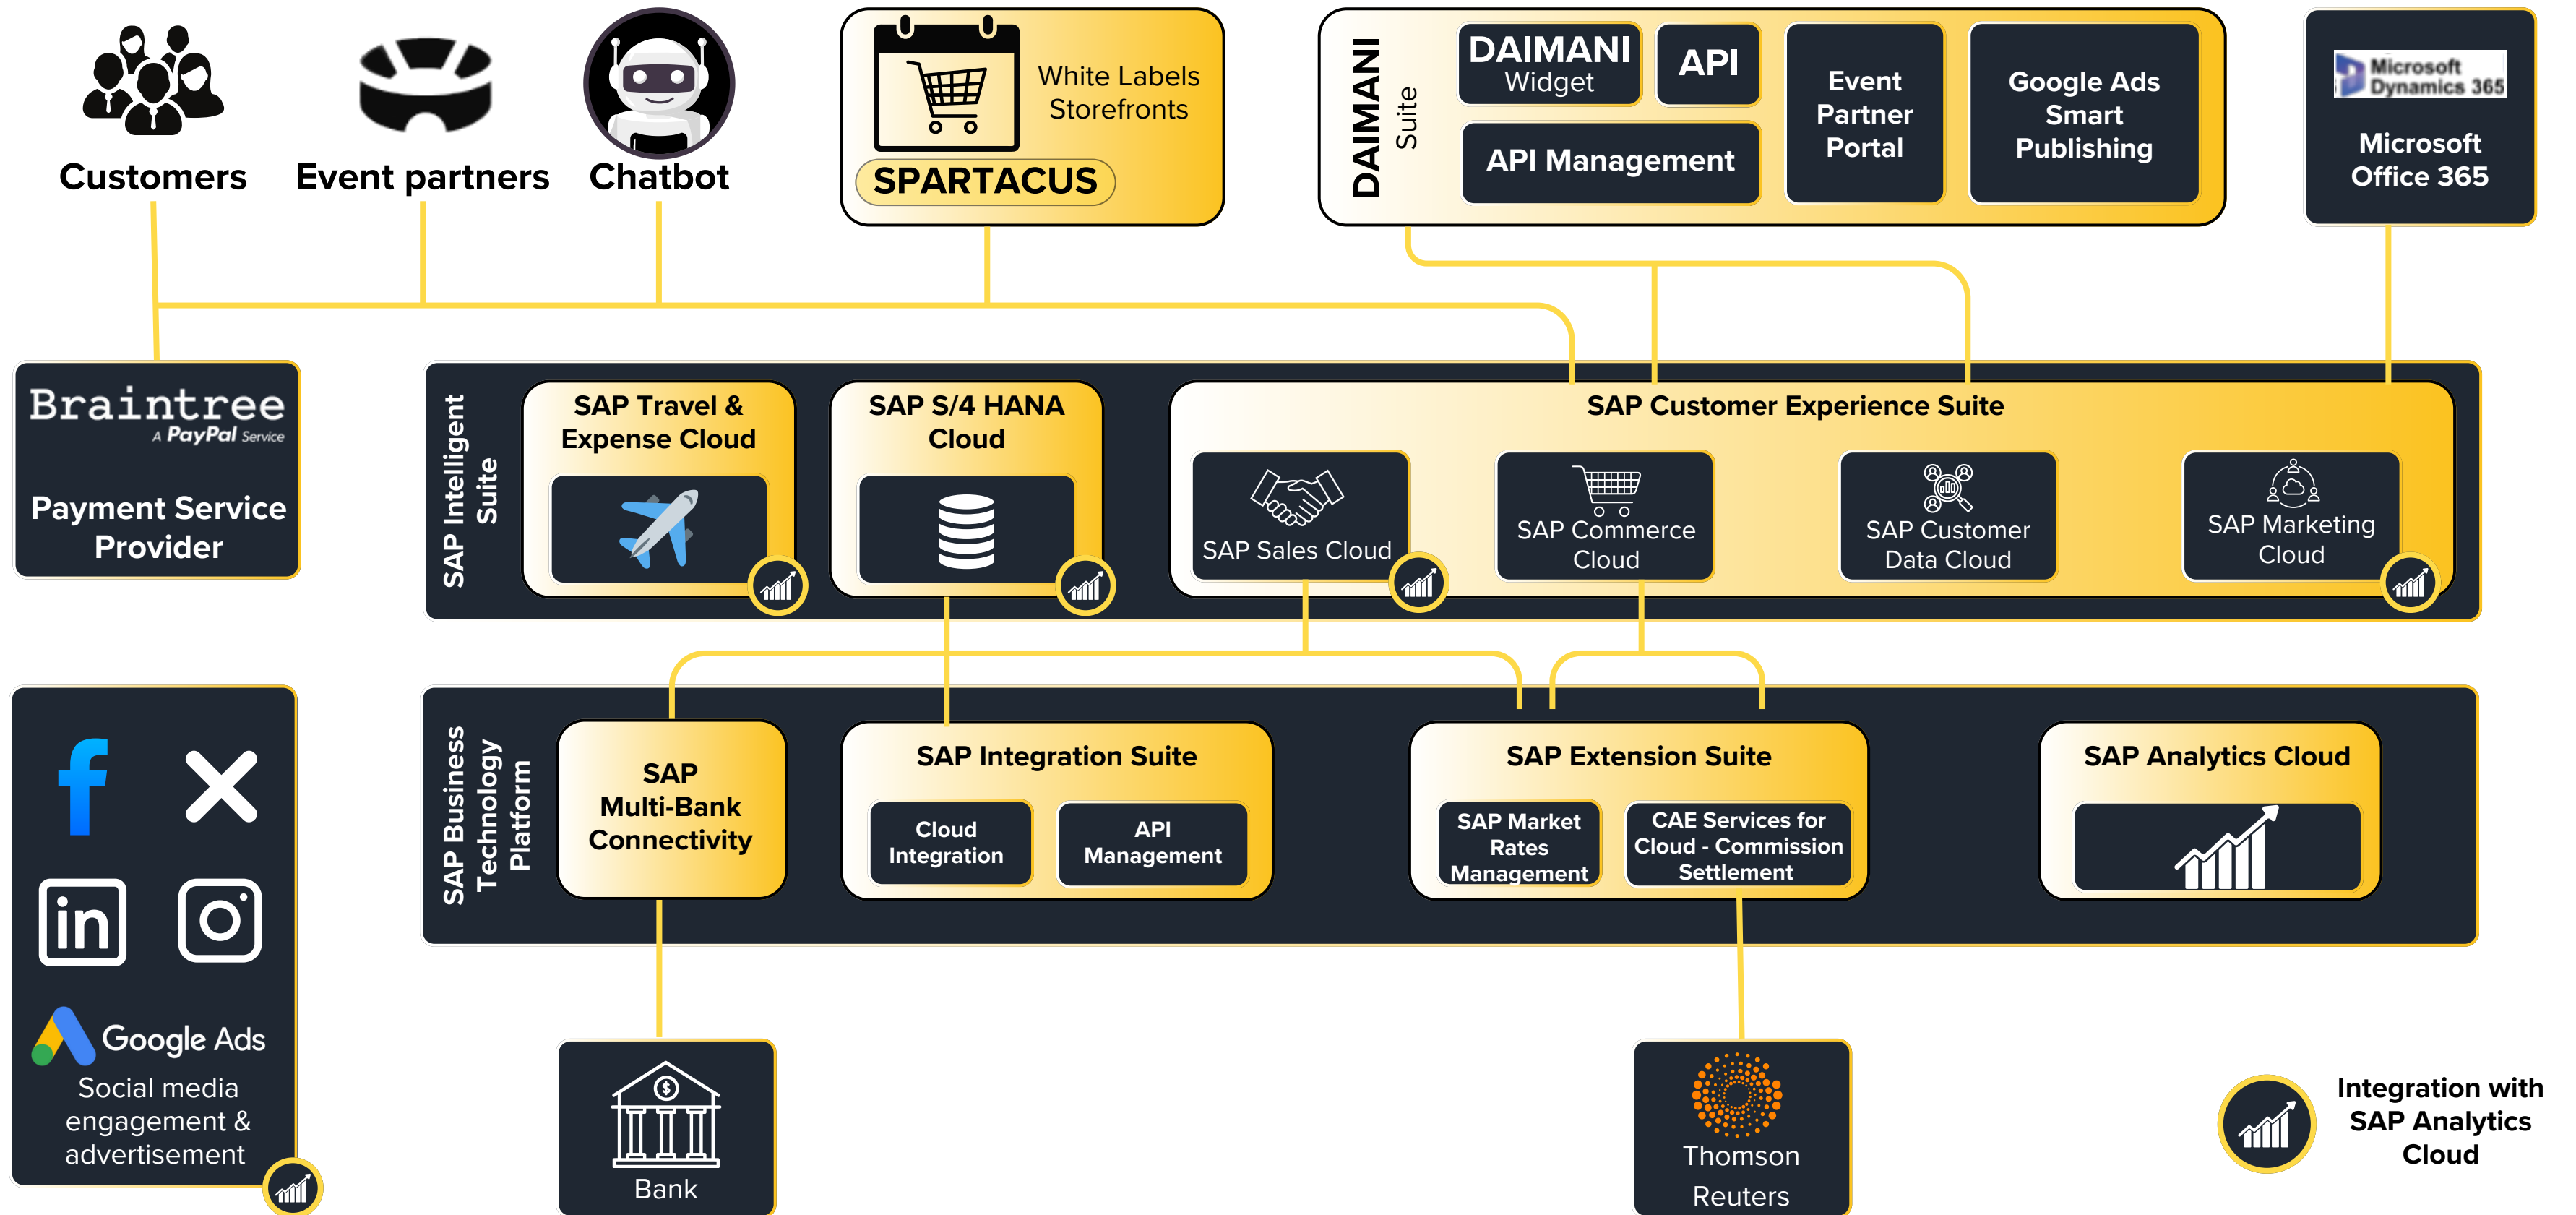 Customers
Event partners
Chatbot
White Labels
Storefronts
SPARTACUS
DAIMANI
Suite
DAIMANI
Widget
API
API Management
Event
Partner
Portal
Google Ads
Smart
Publishing
Microsoft
Dynamics 365
Microsoft
Office 365
Braintree
A PayPal Service
Payment Service
Provider
SAP Intelligent
Suite
SAP Travel &
Expense Cloud
SAP S/4 HANA
Cloud
SAP Customer Experience Suite
SAP Sales Cloud
SAP Commerce
Cloud
SAP Customer
Data Cloud
SAP Marketing
Cloud
f
in
Google Ads
Social media
engagement &
advertisement
SAP Business
Technology
Platform
SAP
Multi-Bank
Connectivity
SAP Integration Suite
Cloud
Integration
API
Management
SAP Extension Suite
SAP Market
Rates
Management
CAE Services for
Cloud - Commission
Settlement
SAP Analytics Cloud
$
Bank
Thomson
Reuters
Integration with
SAP Analytics
Cloud